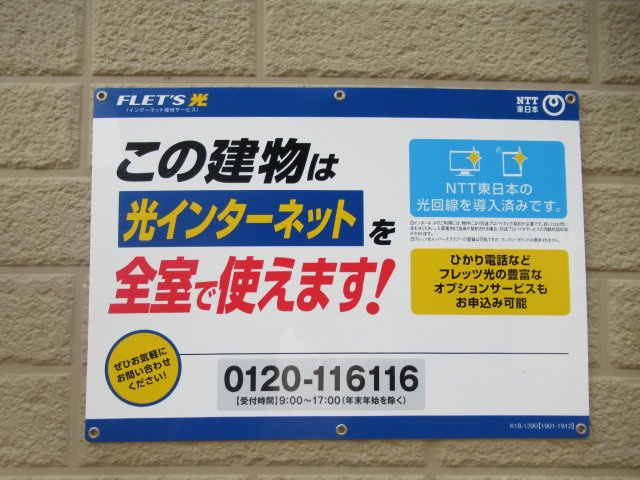 FLET'S光
(インターネット接続サービス)
NTT
東日本
この建物は
光インターネットを
全室で使えます!
NTT東日本の
光回線を導入済みです。
ひかり電話など
フレッツ光の豊富な
オプションサービスも
お申込み可能
ぜひお気軽に
お問い合わせ
ください!
0120-116116
【受付時間】9:00~17:00(年末年始を除く)
K18-1390【1901-1912】